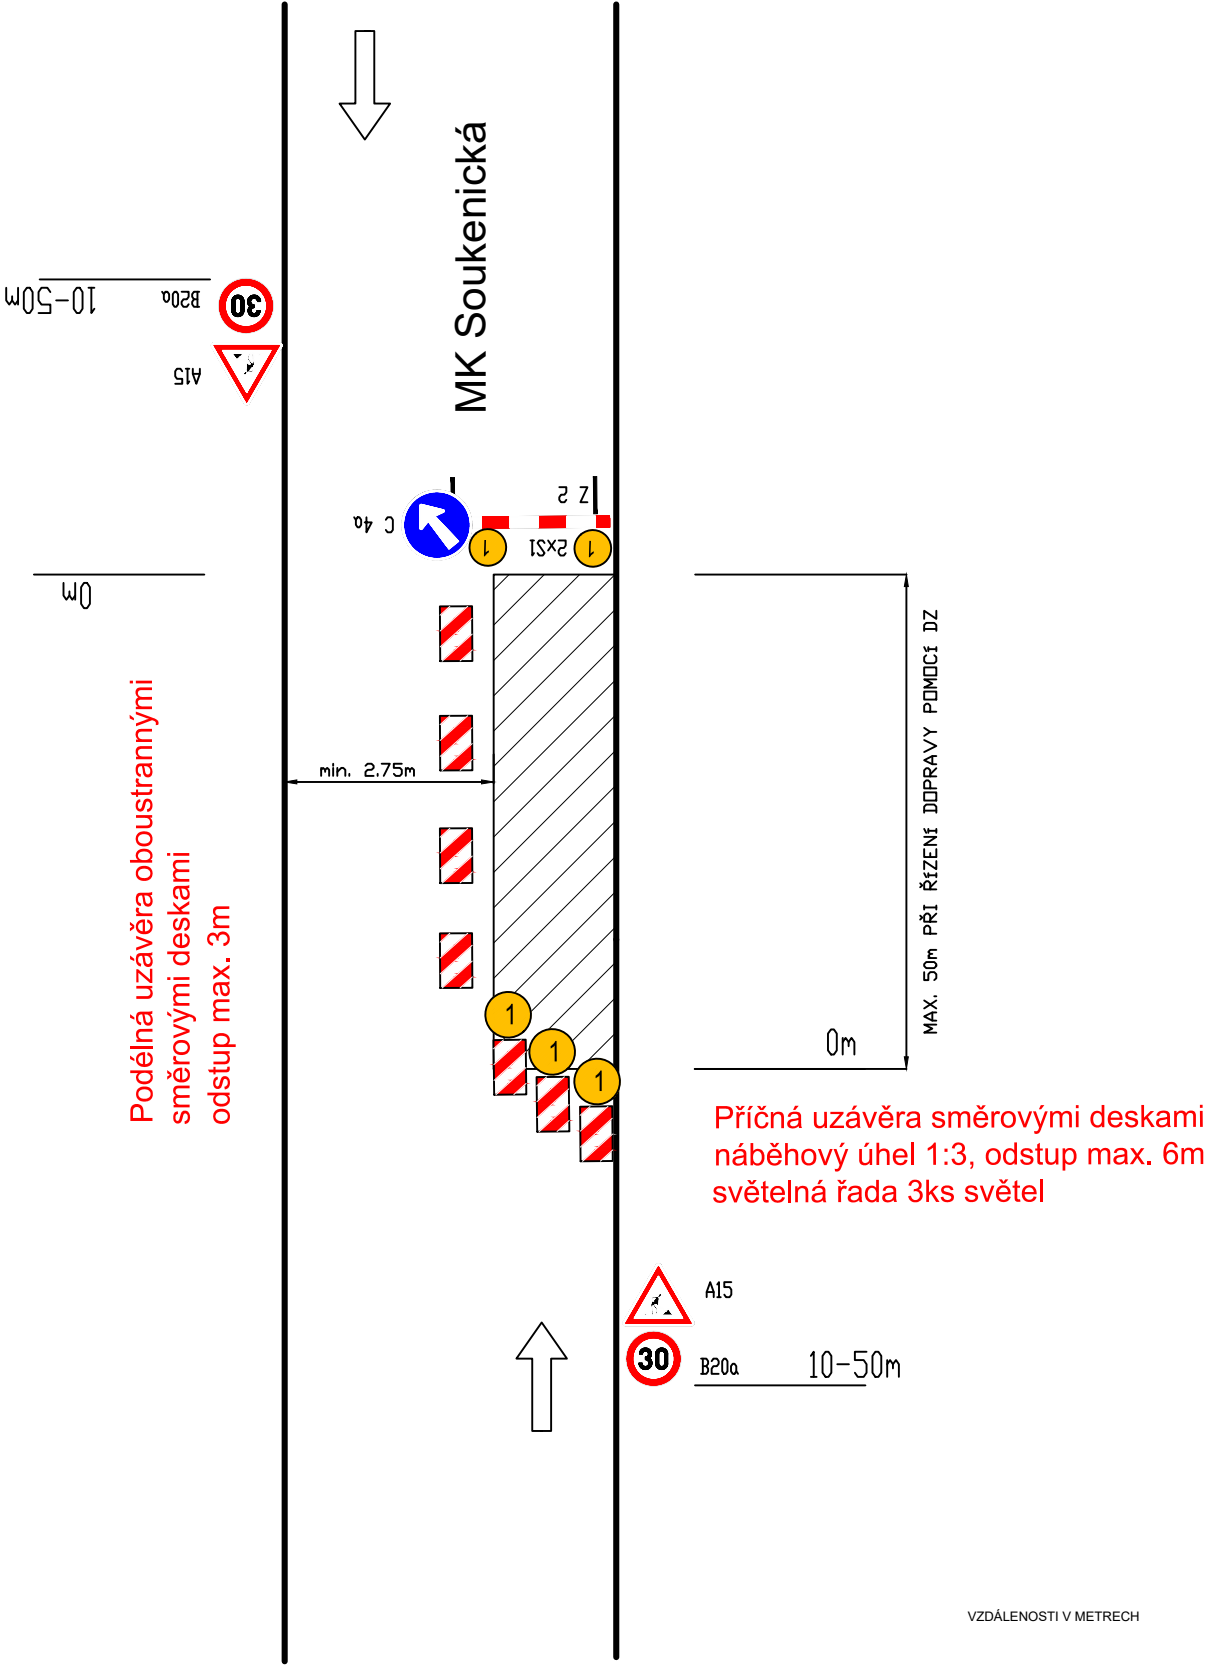 MK Soukenická
10-50m
B20a
30
A15
C 4a
Z 2
1
2xS1
1
0m
Podélná uzávěra oboustrannými
směrovými deskami
odstup max. 3m
min. 2.75m
MAX. 50m PŘI ŘÍZENÍ DOPRAVY POMOCÍ DZ
1
1
1
0m
Příčná uzávěra směrovými deskami
náběhový úhel 1:3, odstup max. 6m
světelná řada 3ks světel
A15
30
B20a
10-50m
VZDÁLENOSTI V METRECH